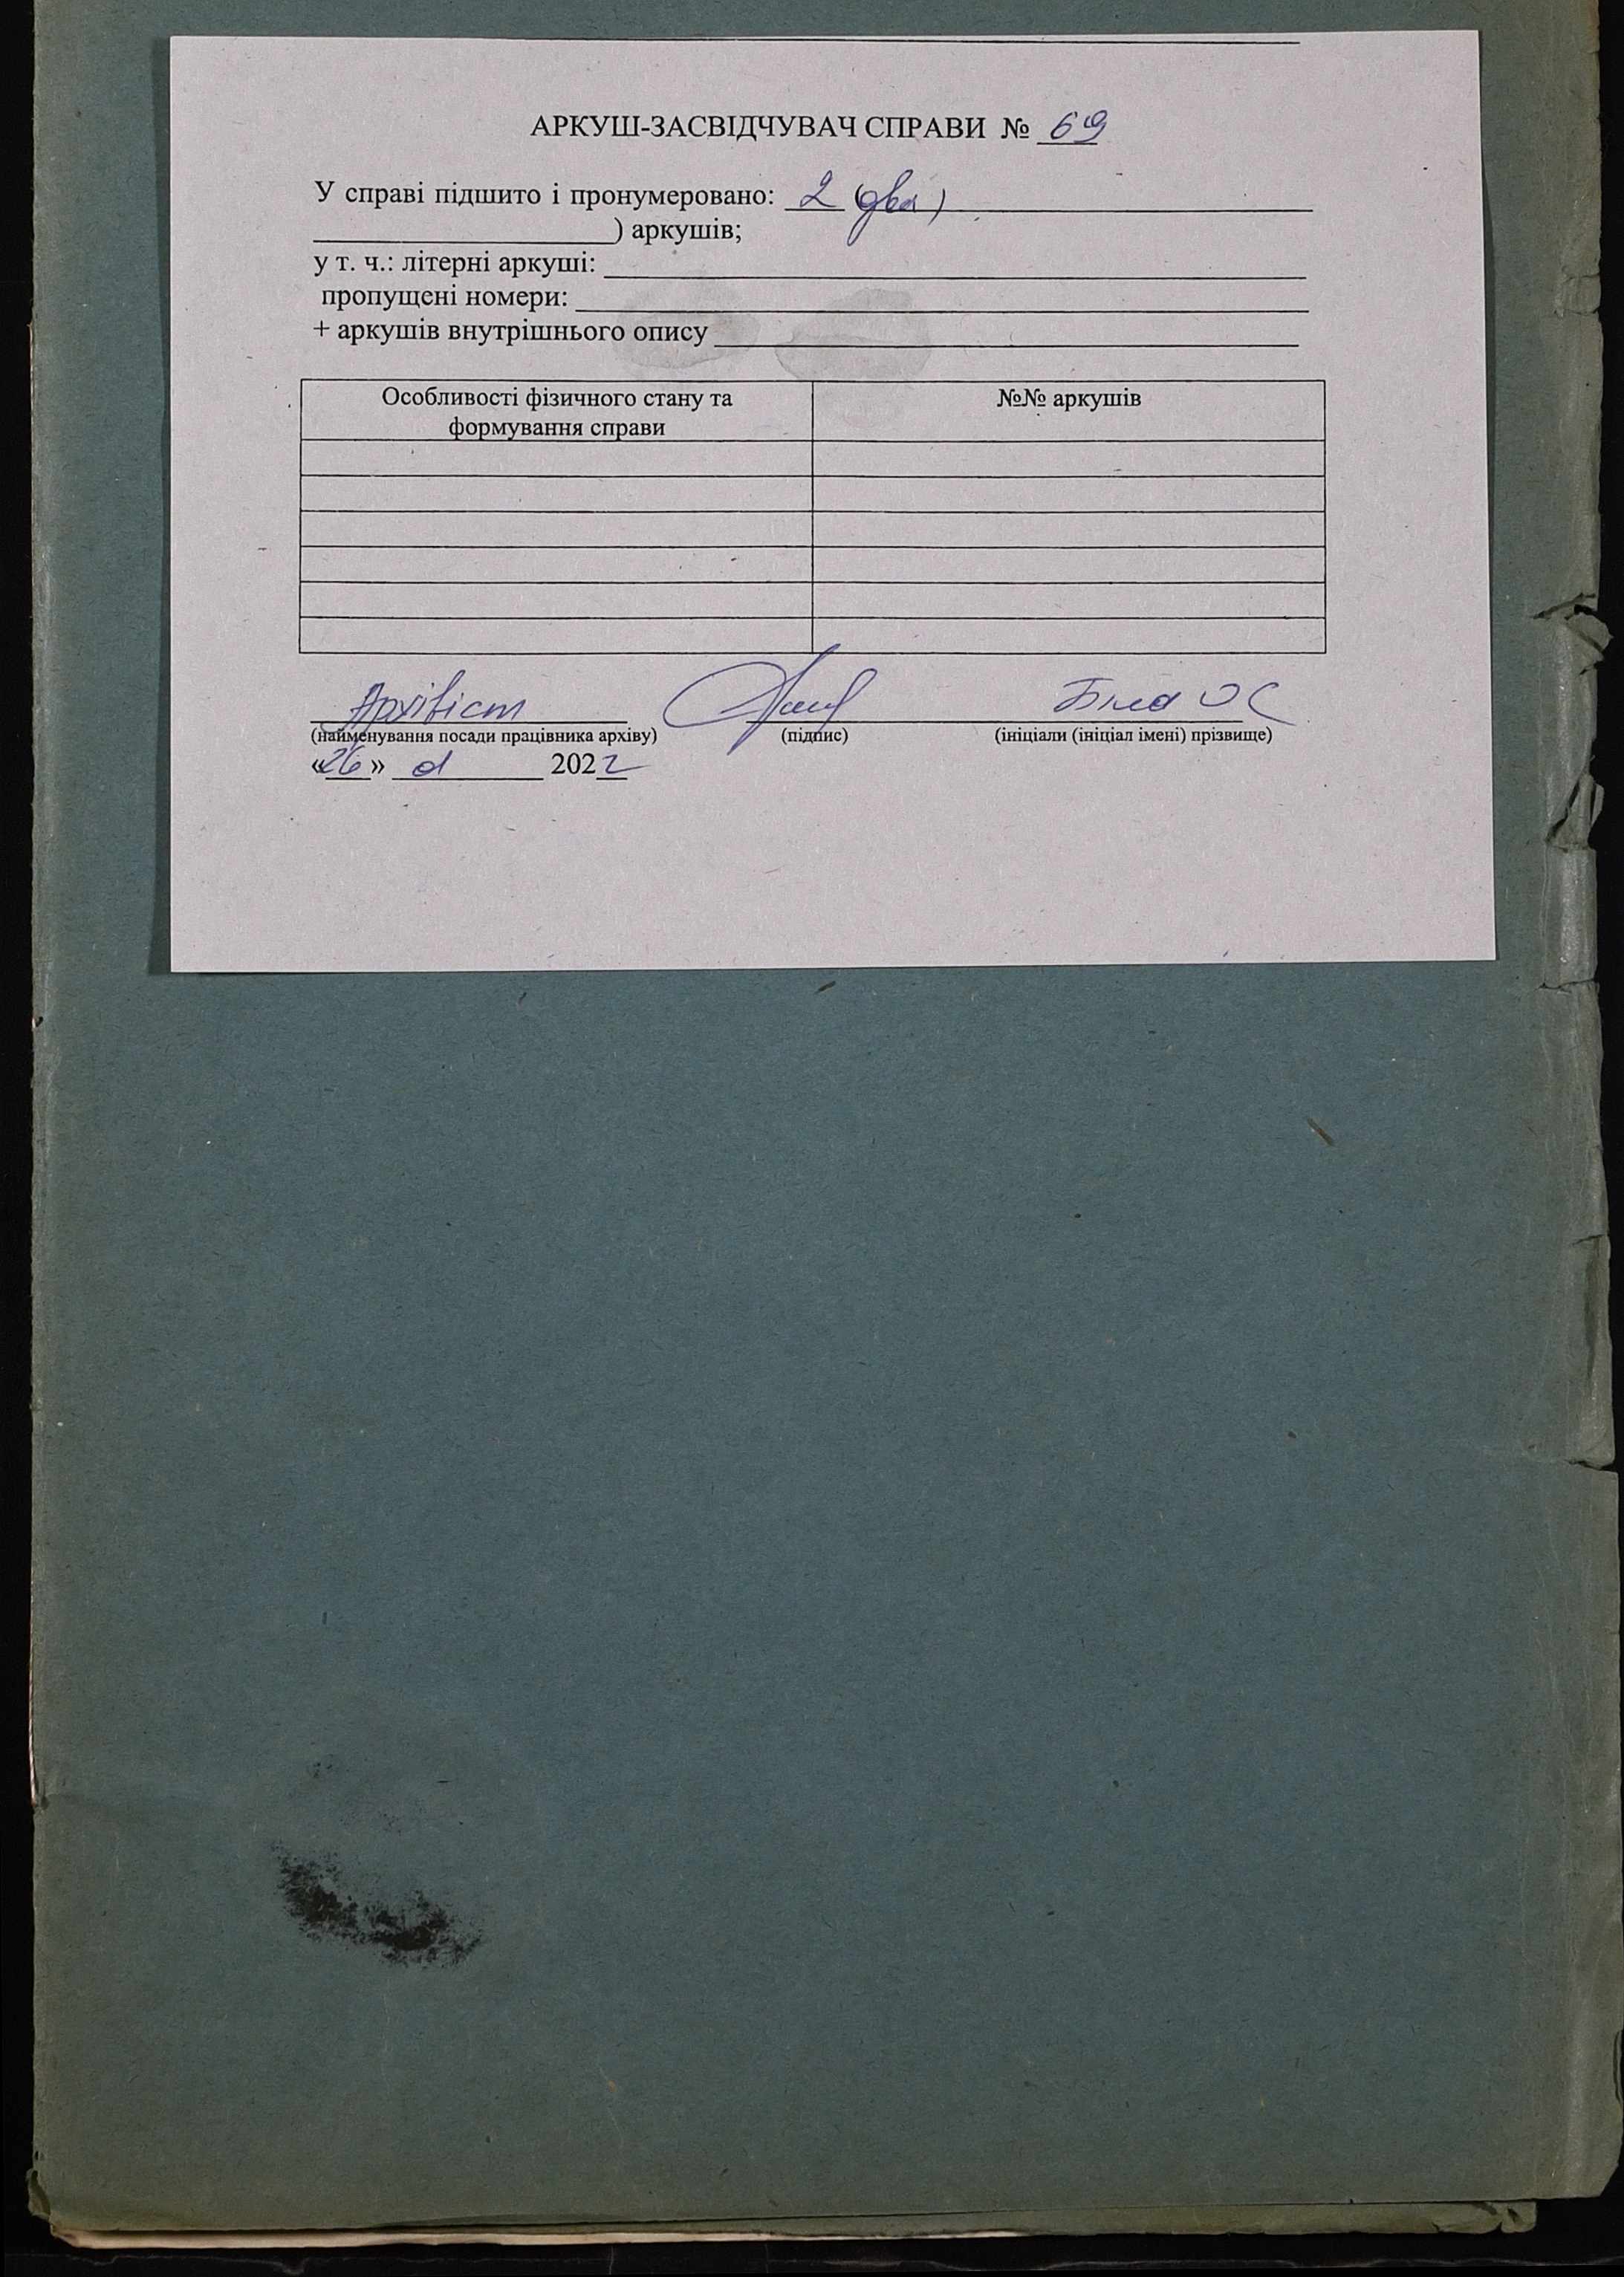 АРКУШ-ЗАСВІДЧУВАЧ СПРАВИ № 69
У справі підшито і пронумеровано: 2 (два)
) аркушів;
у т. ч.: літерні аркуші:
пропущені номери:
+ аркушів внутрішнього опису
Особливості фізичного стану та формування справи №№ аркушів
Архівіст Біла ОС
(найменування посади працівника архіву) (підпис) (ініціали (ініціал імені) прізвище)
«26» 2022